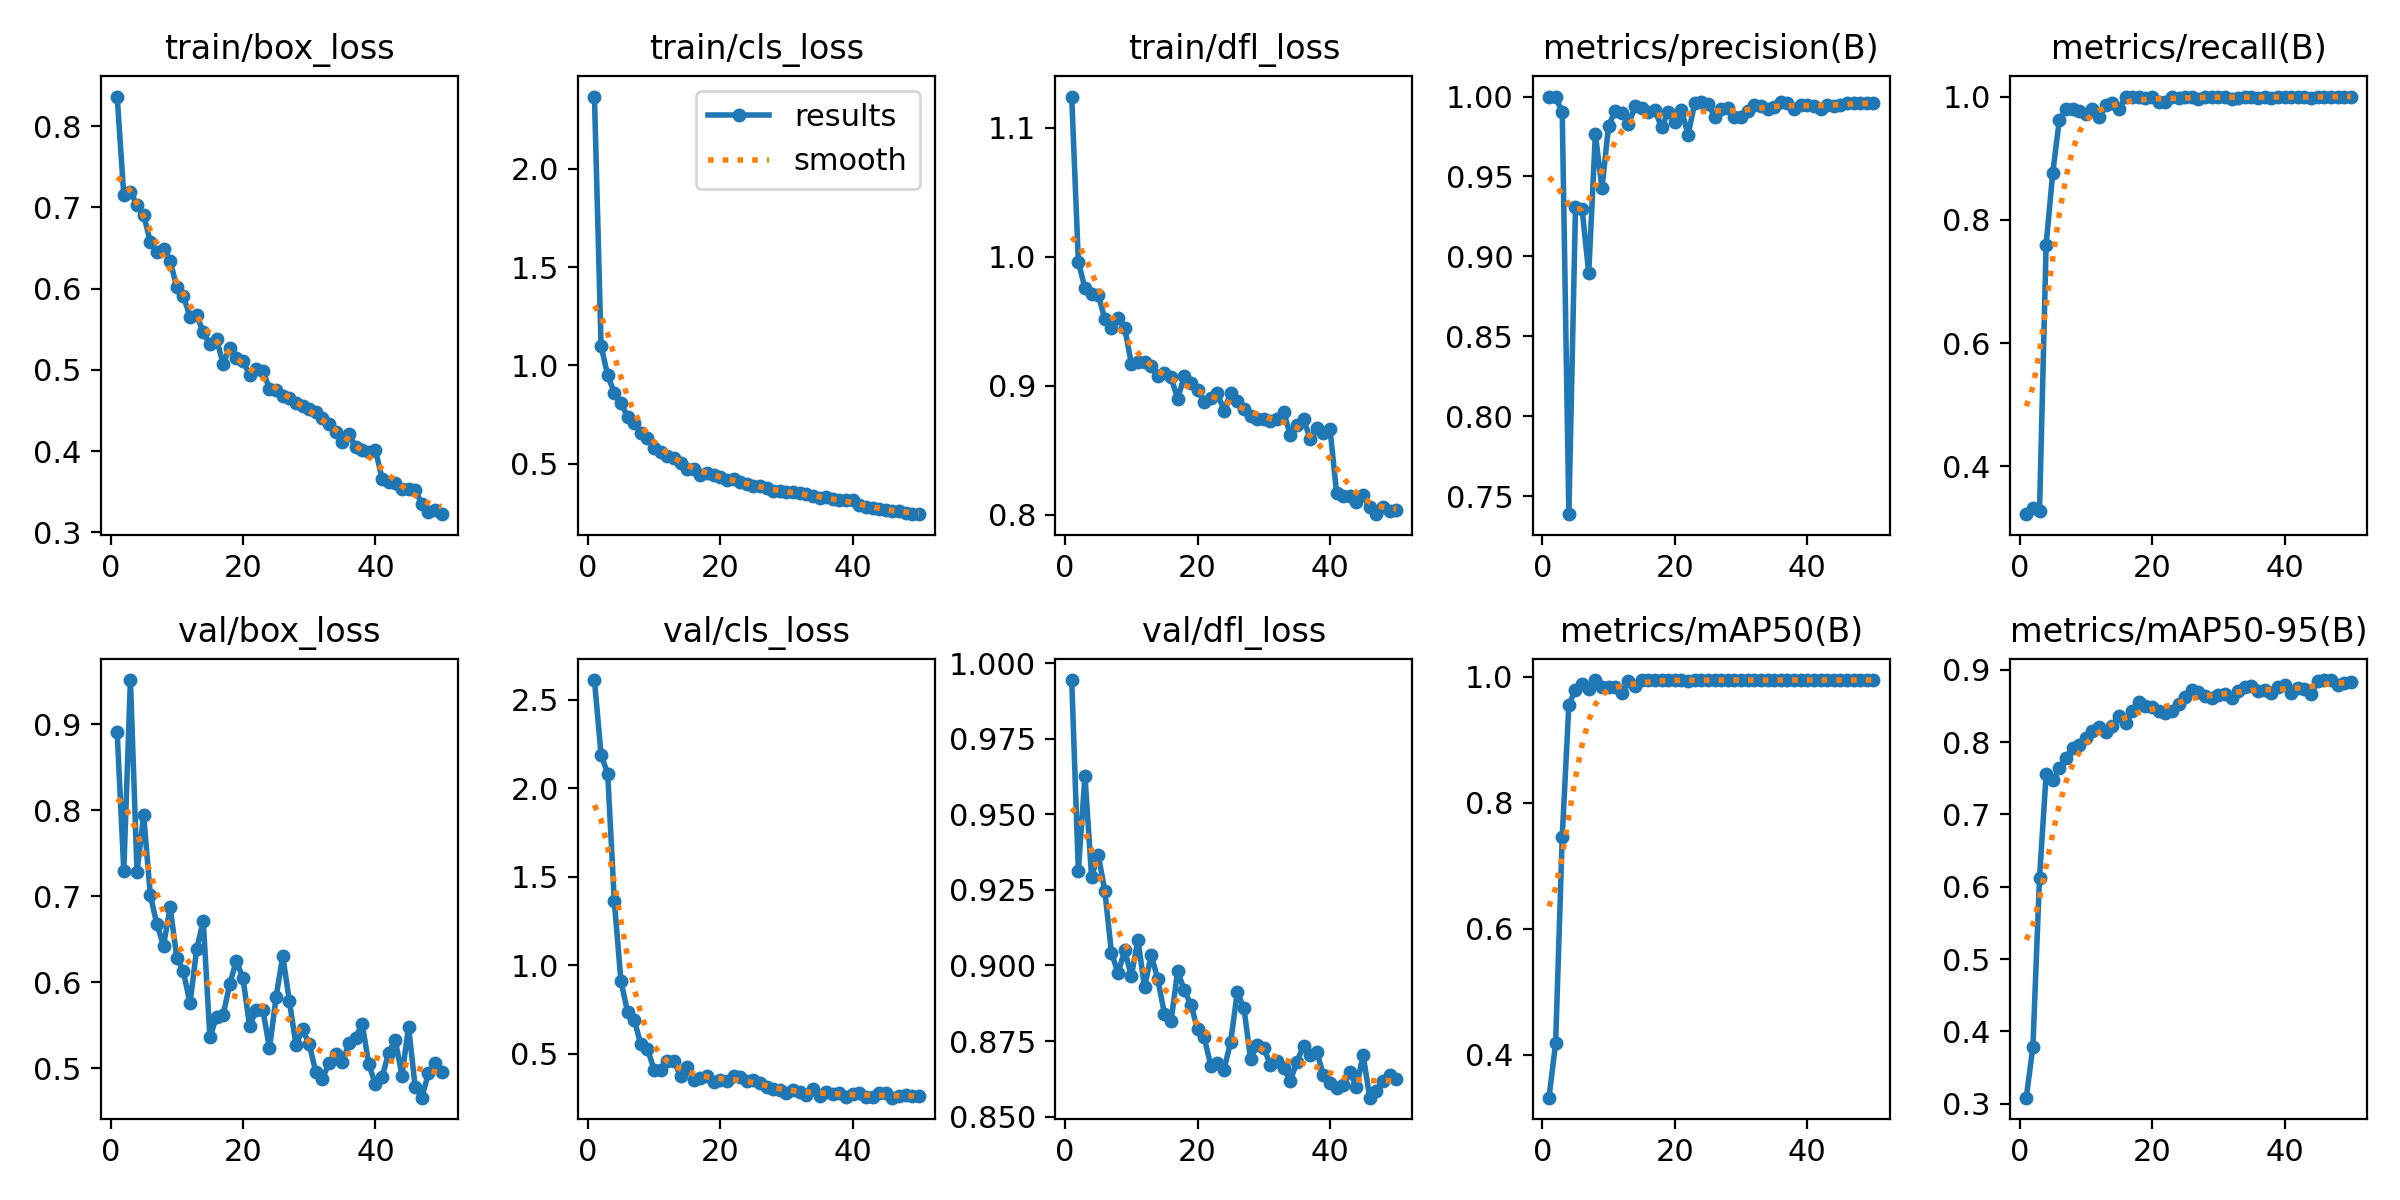 train/box_loss
0.8
0.7
0.6
0.5
0.4
0.3
0 20 40
train/cls_loss
results
smooth
2.0
1.5
1.0
0.5
0 20 40
train/dfl_loss
1.1
1.0
0.9
0.8
0 20 40
metrics/precision(B)
1.00
0.95
0.90
0.85
0.80
0.75
0 20 40
metrics/recall(B)
1.0
0.8
0.6
0.4
0 20 40
val/box_loss
0.9
0.8
0.7
0.6
0.5
0 20 40
val/cls_loss
2.5
2.0
1.5
1.0
0.5
0 20 40
val/dfl_loss
1.000
0.975
0.950
0.925
0.900
0.875
0.850
0 20 40
metrics/mAP50(B)
1.0
0.8
0.6
0.4
0 20 40
metrics/mAP50-95(B)
0.9
0.8
0.7
0.6
0.5
0.4
0.3
0 20 40